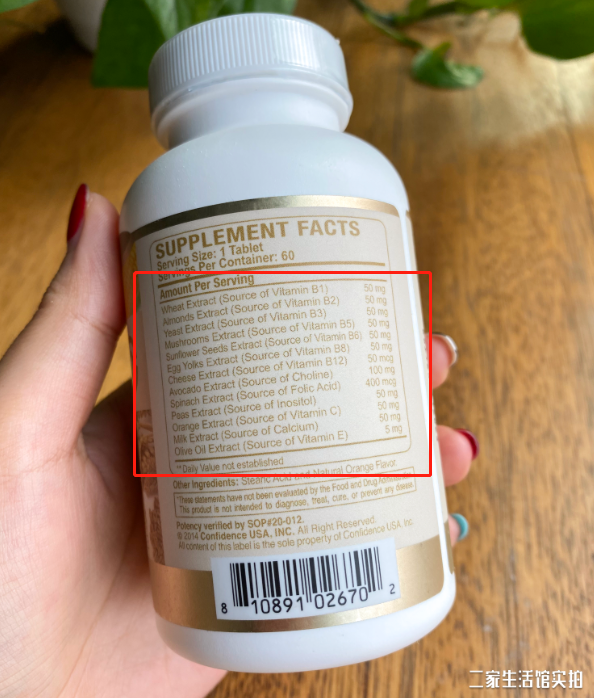 SUPPLEMENT FACTS
Serving Size: 1 Tablet
Servings Per Container: 60
Amount Per Serving
Wheat Extract (Source of Vitamin B1) 50 mg
Almonds Extract (Source of Vitamin B2) 50 mg
Yeast Extract (Source of Vitamin B3) 50 mg
Mushrooms Extract (Source of Vitamin B5) 50 mg
Sunflower Seeds Extract (Source of Vitamin B6) 50 mg
Egg Yolks Extract (Source of Vitamin B8) 50 mg
Cheese Extract (Source of Vitamin B12) 50 mcg
Avocado Extract (Source of Choline) 100 mg
Spinach Extract (Source of Folic Acid) 400 mcg
Peas Extract (Source of Inositol) 50 mg
Orange Extract (Source of Vitamin C) 50 mg
Milk Extract (Source of Calcium) 50 mg
Olive Oil Extract (Source of Vitamin E) 5 mg
**Daily Value not established
Other Ingredients: Stearic Acid and Natural Orange Flavor.
*These statements have not been evaluated by the Food and Drug
This product is not intended to diagnose, treat, cure, or prevent any disease.
Potency verified by SOP#20-012.
© 2014 Confidence USA, INC. All Right Reserved.
All content of this label is the sole property of Confidence USA Inc.
8 10891 02670 2
二家生活馆实拍